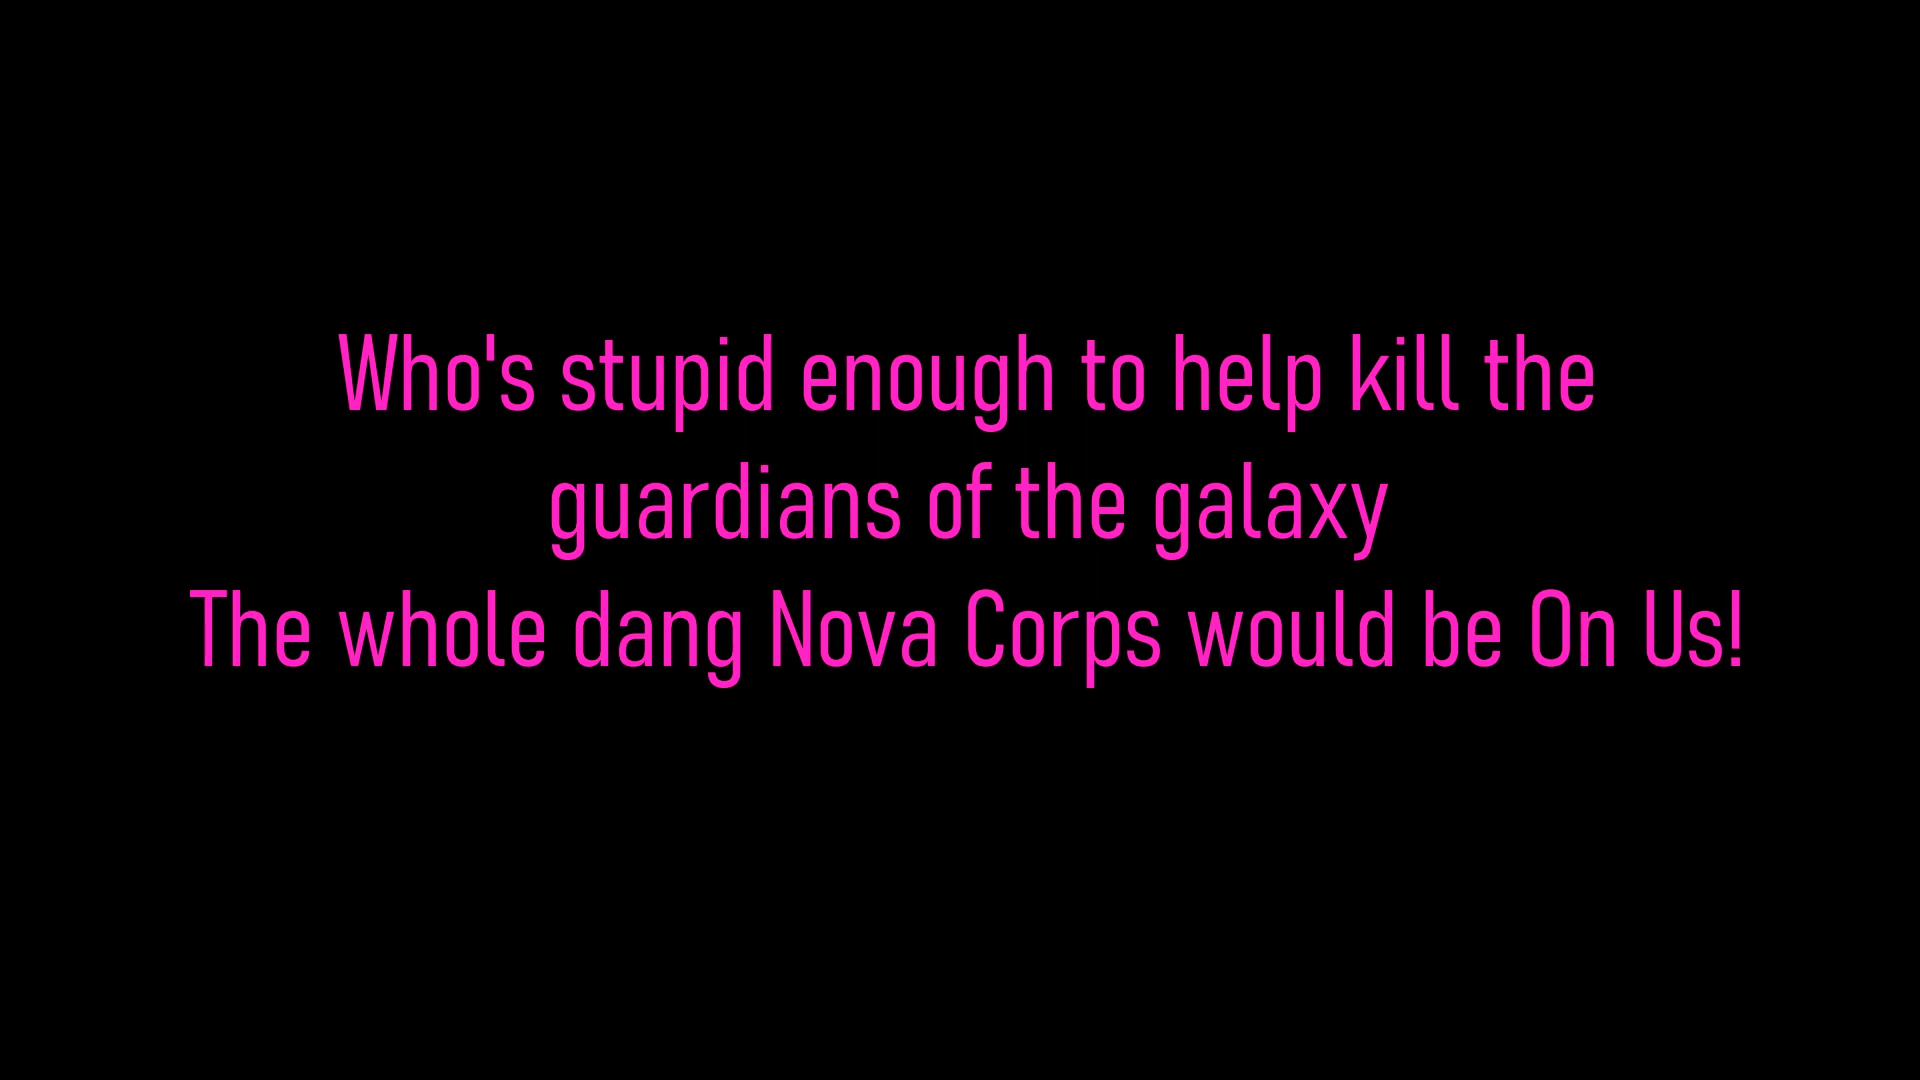 Who's stupid enough to help kill the
guardians of the galaxy
The whole dang Nova Corps would be On Us!